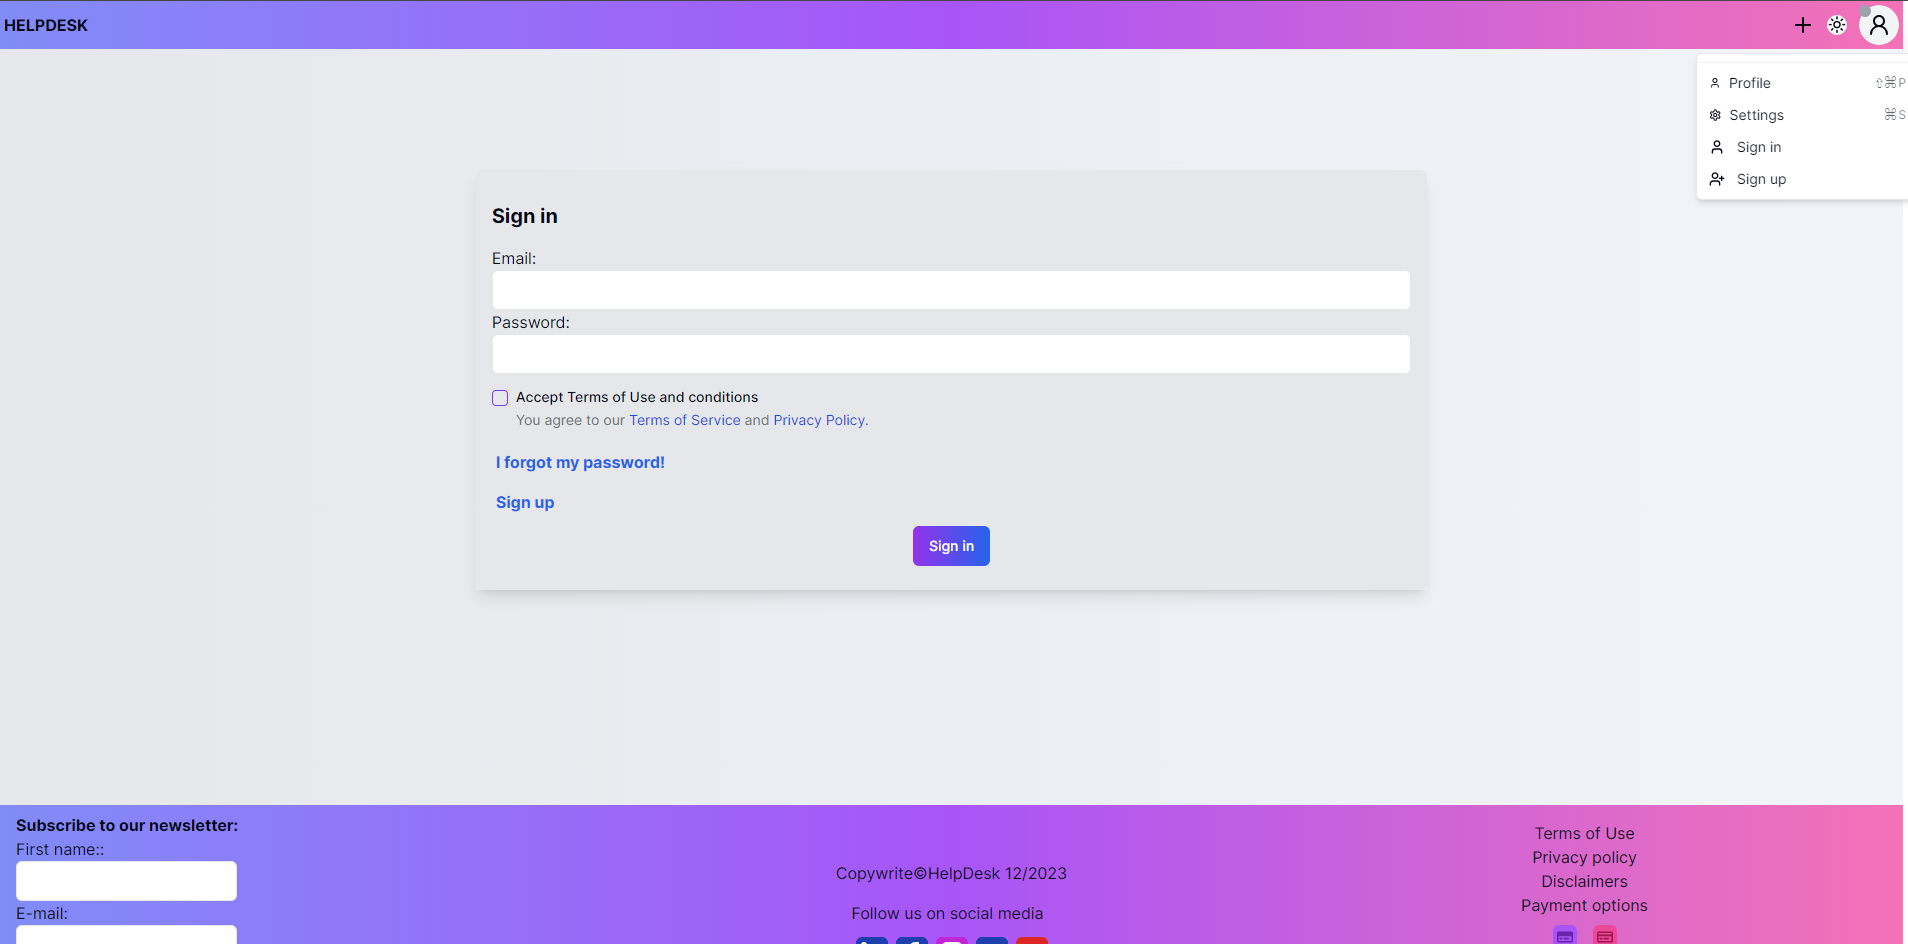 HELPDESK
Profile ⇧⌘P
Settings ⌘S
Sign in
Sign up
Sign in
Email:
Password:
Accept Terms of Use and conditions
You agree to our Terms of Service and Privacy Policy.
I forgot my password!
Sign up
Sign in
Subscribe to our newsletter:
First name::
E-mail:
Copywrite©HelpDesk 12/2023
Follow us on social media
Terms of Use
Privacy policy
Disclaimers
Payment options